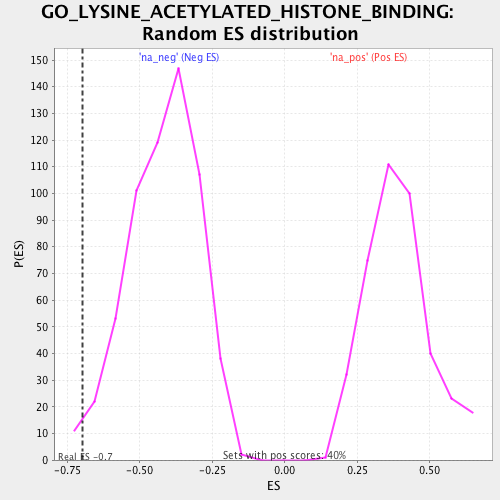 GO_LYSINE_ACETYLATED_HISTONE_BINDING:
Random ES distribution
'na_neg' (Neg ES)
'na_pos' (Pos ES)
150
140
130
120
110
100
90
80
70
60
50
40
30
20
10
0
P(ES)
Real ES -0.7
Sets with pos scores: 40%
-0.75
-0.50
-0.25
0.00
0.25
0.50
ES